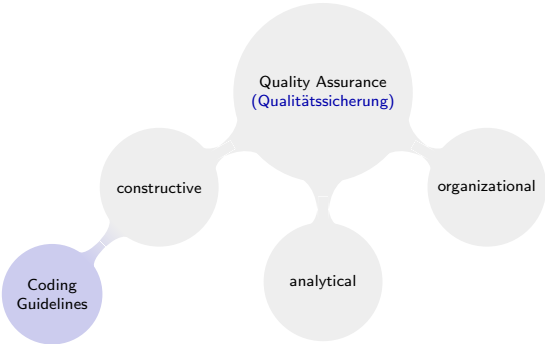 Quality Assurance
(Qualitätssicherung)
constructive
organizational
analytical
Coding
Guidelines